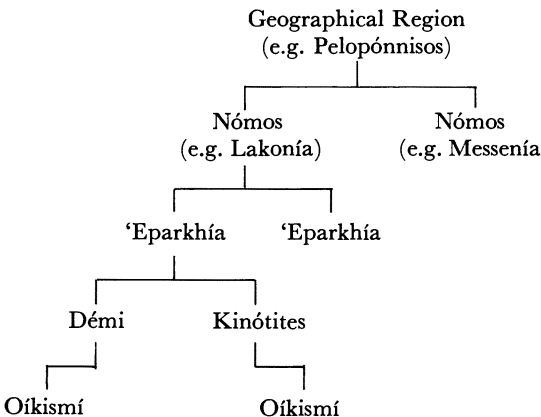 Geographical Region
(e.g. Pelopónnisos)
Nómos
(e.g. Lakonía)
Nómos
(e.g. Messenía
‘Eparkhía
‘Eparkhía
Démi
Kinótites
Oíkismí
Oíkismí